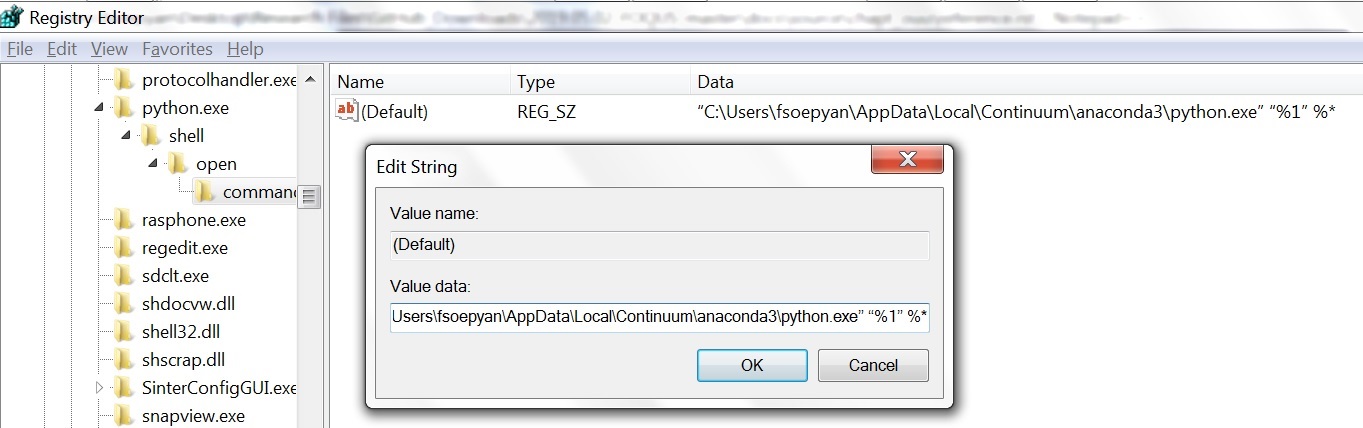 Registry Editor
File Edit View Favorites Help
Name Type Data
(Default) REG_SZ “C:\Users\fsoepyan\AppData\Local\Continuum\anaconda3\python.exe” “%1” %*
protocolhandler.exe
python.exe
shell
open
comman
rasphone.exe
regedit.exe
sdclt.exe
shdocvw.dll
shell32.dll
shscrap.dll
SinterConfigGUI.exe
snapview.exe
Edit String
Value name:
(Default)
Value data:
Users\fsoepyan\AppData\Local\Continuum\anaconda3\python.exe” “%1” %*
OK Cancel